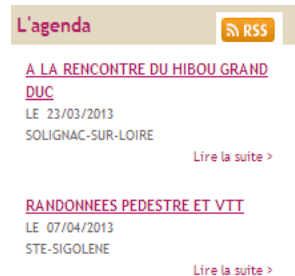 L'agenda
RSS
A LA RENCONTRE DU HIBOU GRAND
DUC
LE 23/03/2013
SOLIGNAC-SUR-LOIRE
Lire la suite >
RANDONNEES PEDESTRE ET VTT
LE 07/04/2013
STE-SIGOLENE
Lire la suite >